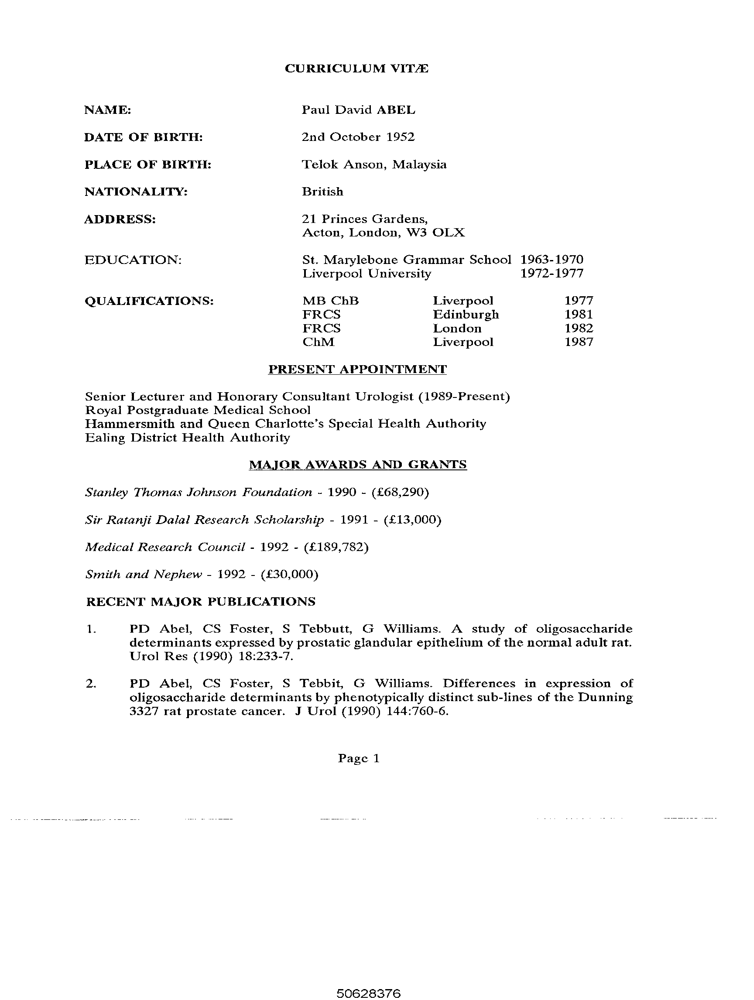 CURRICULUM VITÆ
NAME: Paul David ABEL
DATE OF BIRTH: 2nd October 1952
PLACE OF BIRTH: Telok Anson, Malaysia
NATIONALITY: British
ADDRESS: 21 Princes Gardens,
Acton, London, W3 OLX
EDUCATION: St. Marylebone Grammar School 1963-1970
Liverpool University 1972-1977
QUALIFICATIONS: MB ChB Liverpool 1977
FRCS Edinburgh 1981
FRCS London 1982
ChM Liverpool 1987
PRESENT APPOINTMENT
Senior Lecturer and Honorary Consultant Urologist (1989-Present)
Royal Postgraduate Medical School
Hammersmith and Queen Charlotte's Special Health Authority
Ealing District Health Authority
MAJOR AWARDS AND GRANTS
Stanley Thomas Johnson Foundation - 1990 - (£68,290)
Sir Ratanji Dalal Research Scholarship - 1991 - (£13,000)
Medical Research Council - 1992 - (£189,782)
Smith and Nephew - 1992 - (£30,000)
RECENT MAJOR PUBLICATIONS
1. PD Abel, CS Foster, S Tebbutt, G Williams. A study of oligosaccharide
determinants expressed by prostatic glandular epithelium of the normal adult rat.
Urol Res (1990) 18:233-7.
2. PD Abel, CS Foster, S Tebbit, G Williams. Differences in expression of
oligosaccharide determinants by phenotypically distinct sub-lines of the Dunning
3327 rat prostate cancer. J Urol (1990) 144:760-6.
Page 1
50628376